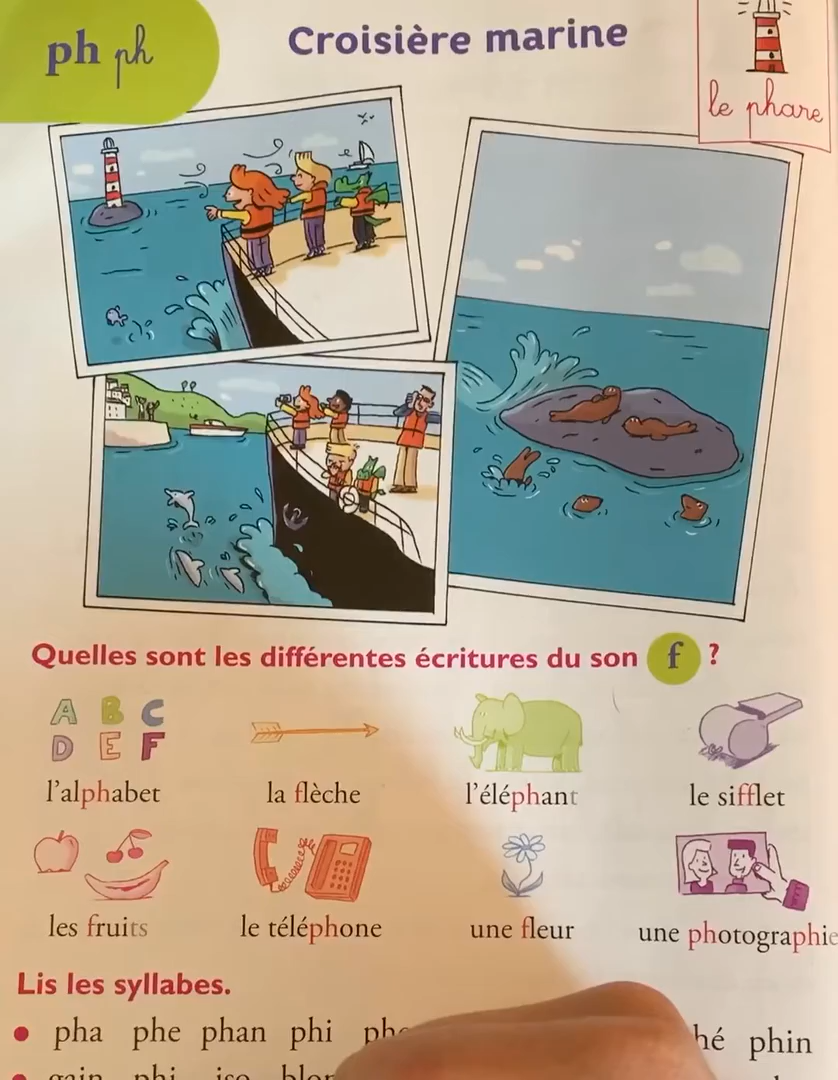 ph ph
Croisière marine
le phare
Quelles sont les différentes écritures du son f ?
A B C
D E F
l'alphabet
la flèche
l'éléphant
le sifflet
les fruits
le téléphone
une fleur
une photographie
Lis les syllabes.
pha phe phan phi phin
phi